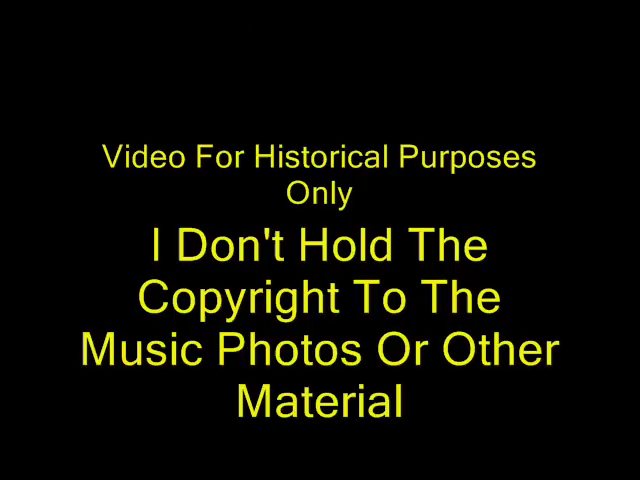 Video For Historical Purposes
Only
I Don't Hold The
Copyright To The
Music Photos Or Other
Material